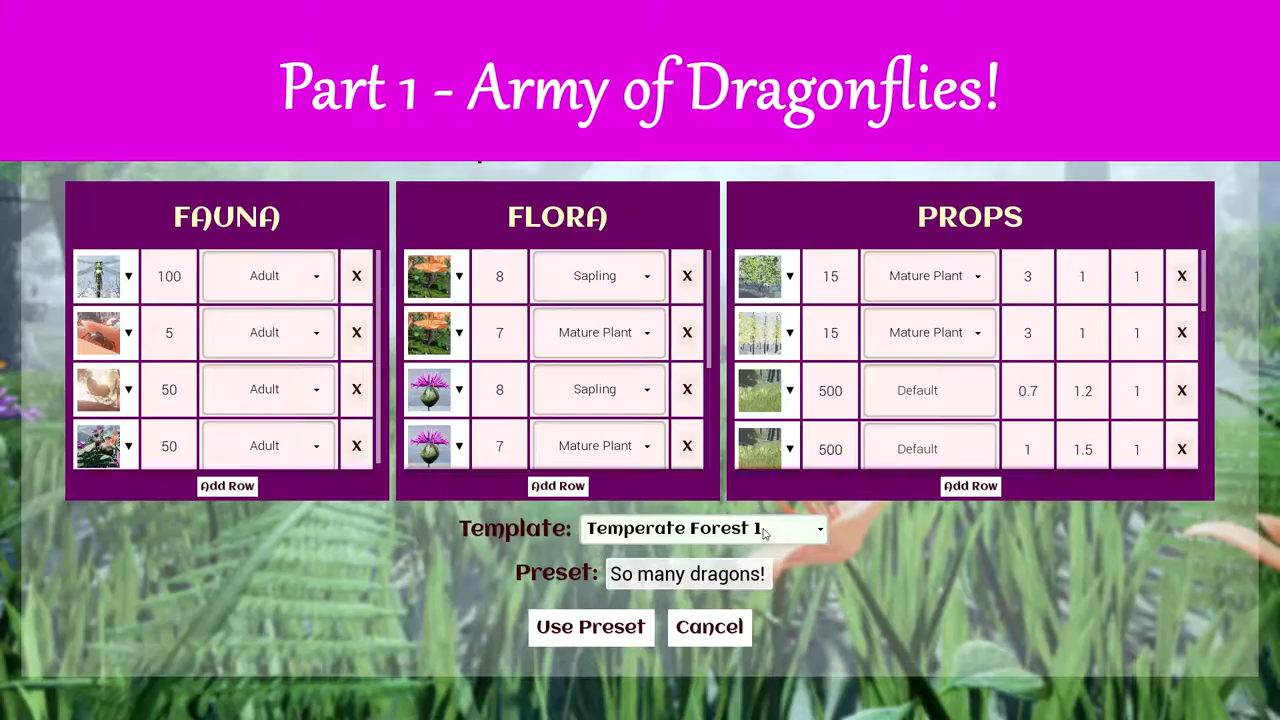 Part 1 - Army of Dragonflies!
FAUNA
100 Adult X
5 Adult X
50 Adult X
50 Adult X
Add Row
FLORA
8 Sapling X
7 Mature Plant X
8 Sapling X
7 Mature Plant X
Add Row
PROPS
15 Mature Plant 3 1 1 X
15 Mature Plant 3 1 1 X
500 Default 0.7 1.2 1 X
500 Default 1 1.5 1 X
Add Row
Template: Temperate Forest 1
Preset: So many dragons!
Use Preset Cancel